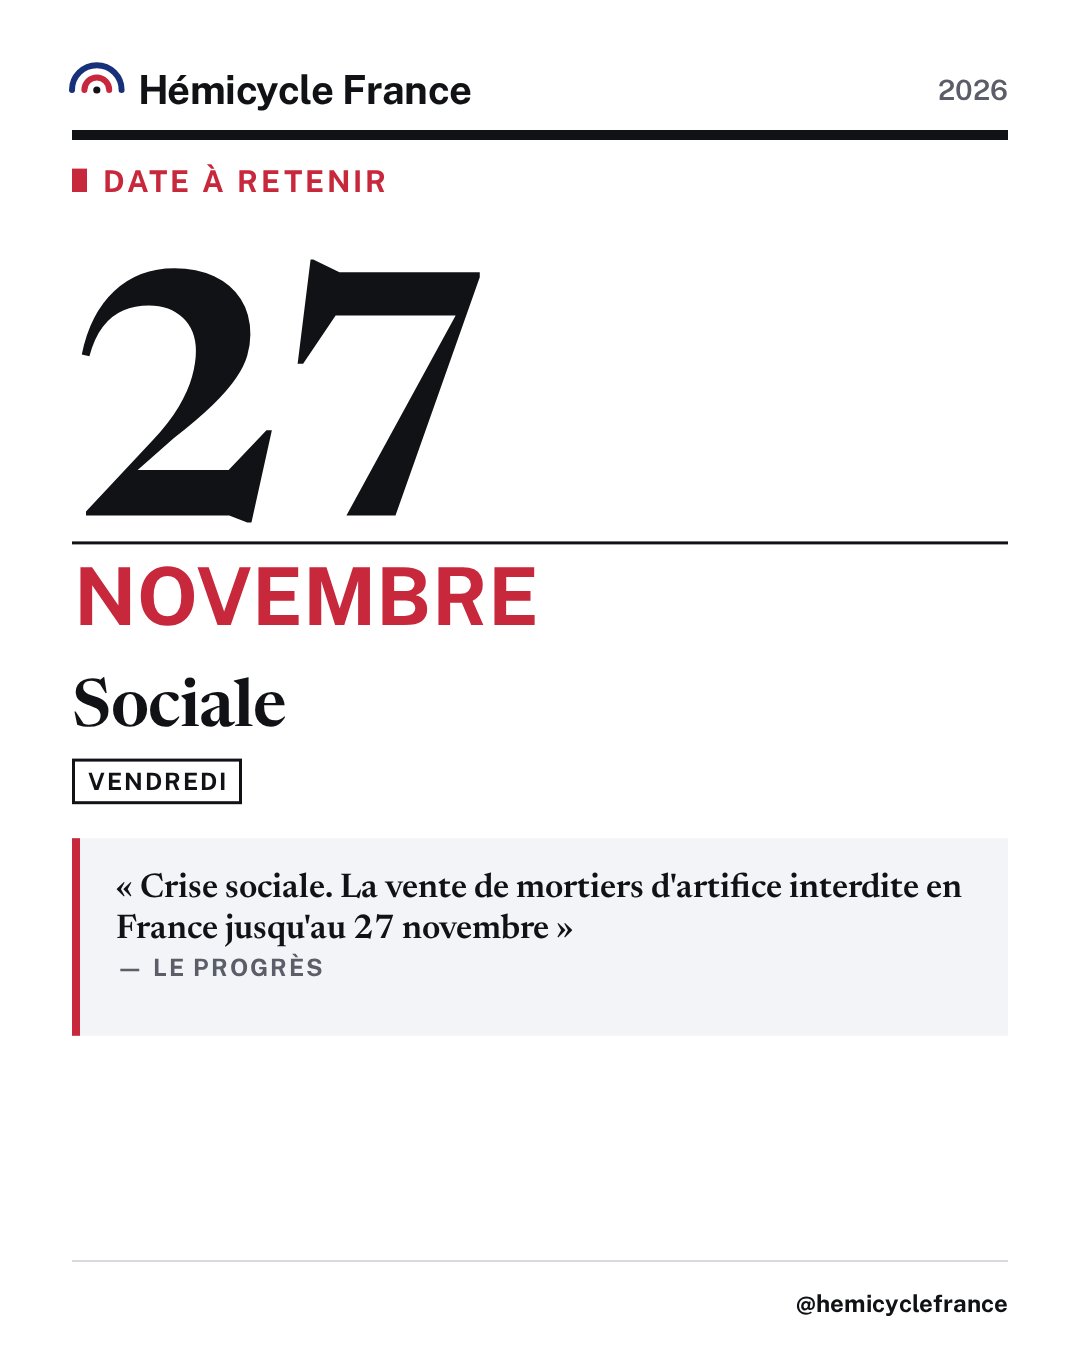 Hémicycle France
2026
DATE À RETENIR
27
NOVEMBRE
Sociale
VENDREDI
« Crise sociale. La vente de mortiers d'artifice interdite en
France jusqu'au 27 novembre »
— LE PROGRÈS
@hemicyclefrance